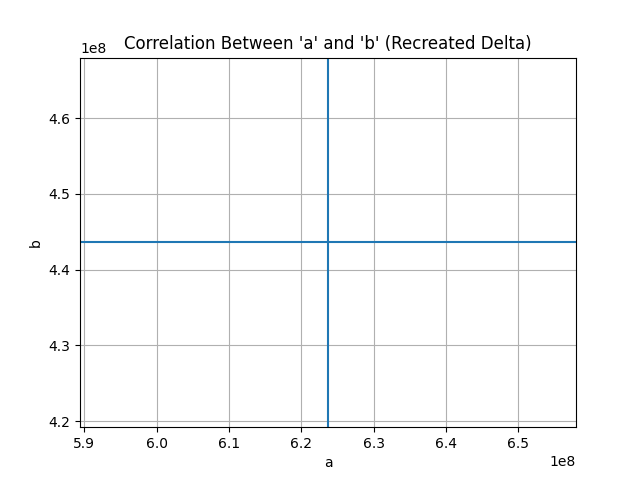 Correlation Between 'a' and 'b' (Recreated Delta)
1e8
4.6
4.5
4.4
4.3
4.2
b
5.9 6.0 6.1 6.2 6.3 6.4 6.5
a
1e8